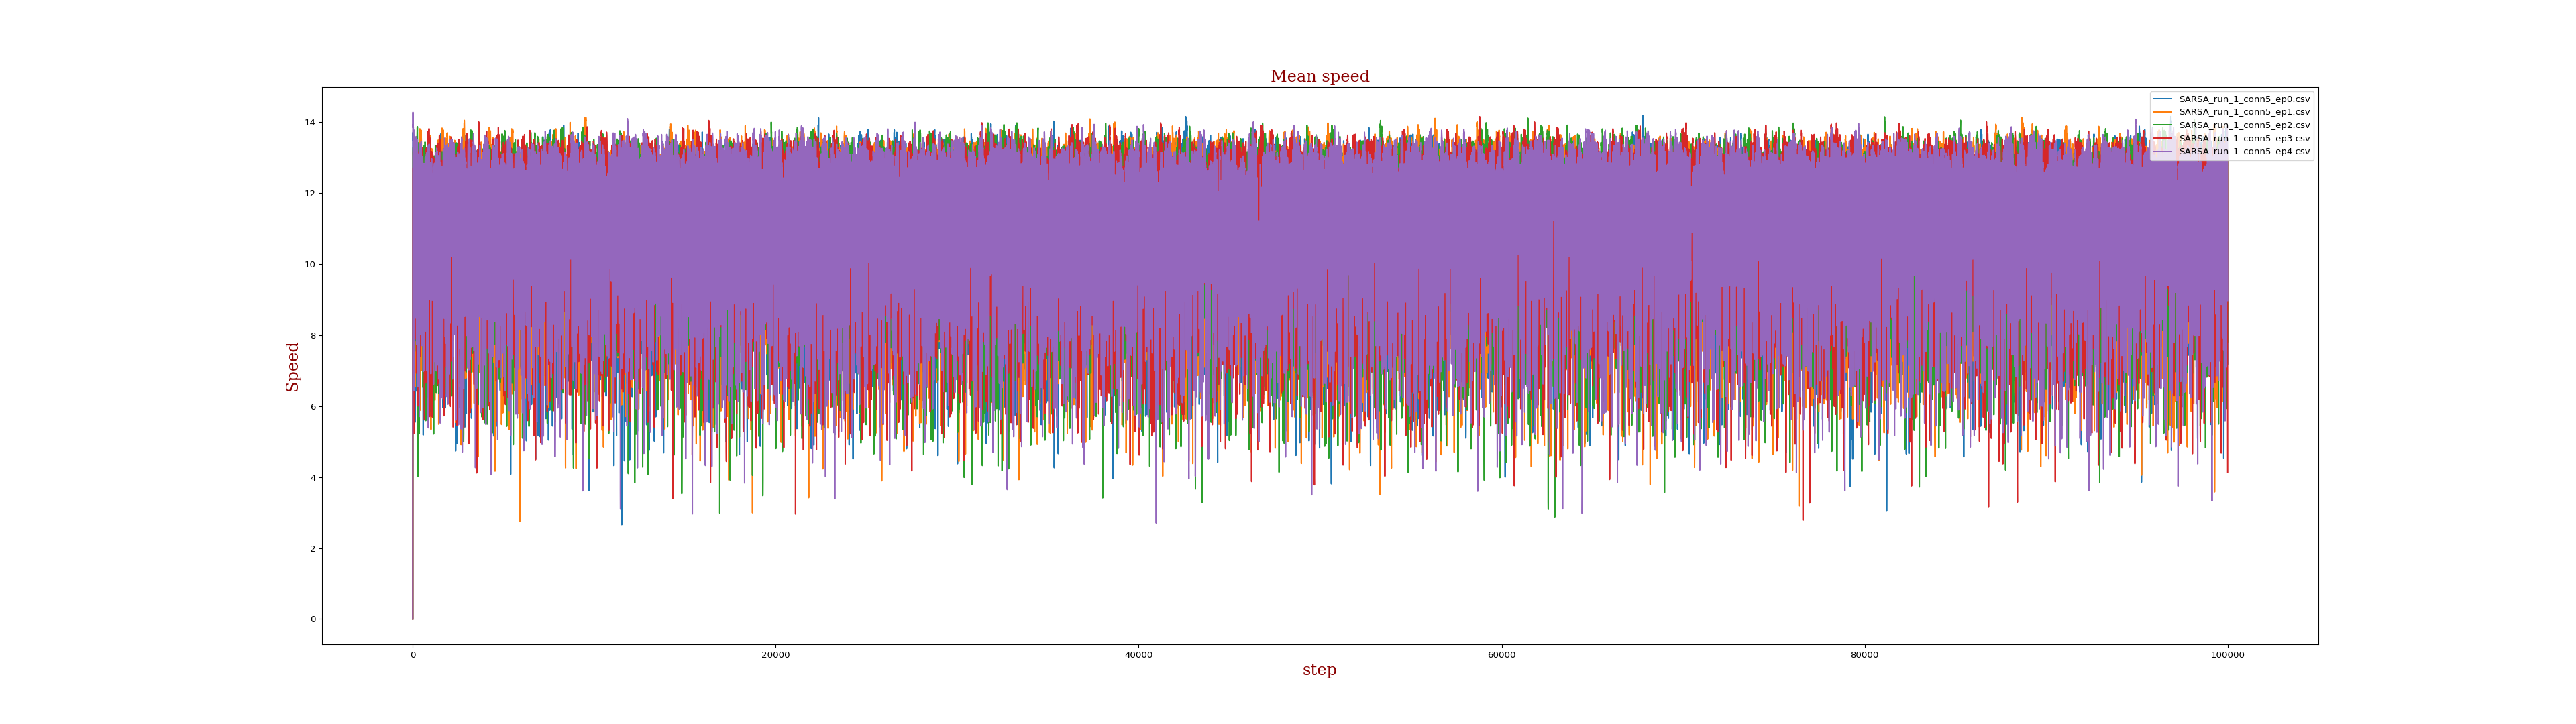 Mean speed
SARSA_run_1_conn5_ep0.csv
SARSA_run_1_conn5_ep1.csv
SARSA_run_1_conn5_ep2.csv
SARSA_run_1_conn5_ep3.csv
SARSA_run_1_conn5_ep4.csv
14
12
10
8
6
4
2
0
Speed
0 20000 40000 60000 80000 100000
step